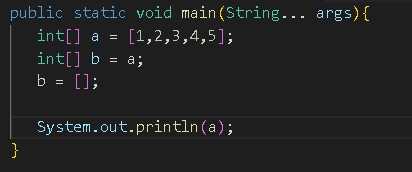 public static void main(String... args){
int[] a = [1,2,3,4,5];
int[] b = a;
b = [];
System.out.println(a);
}